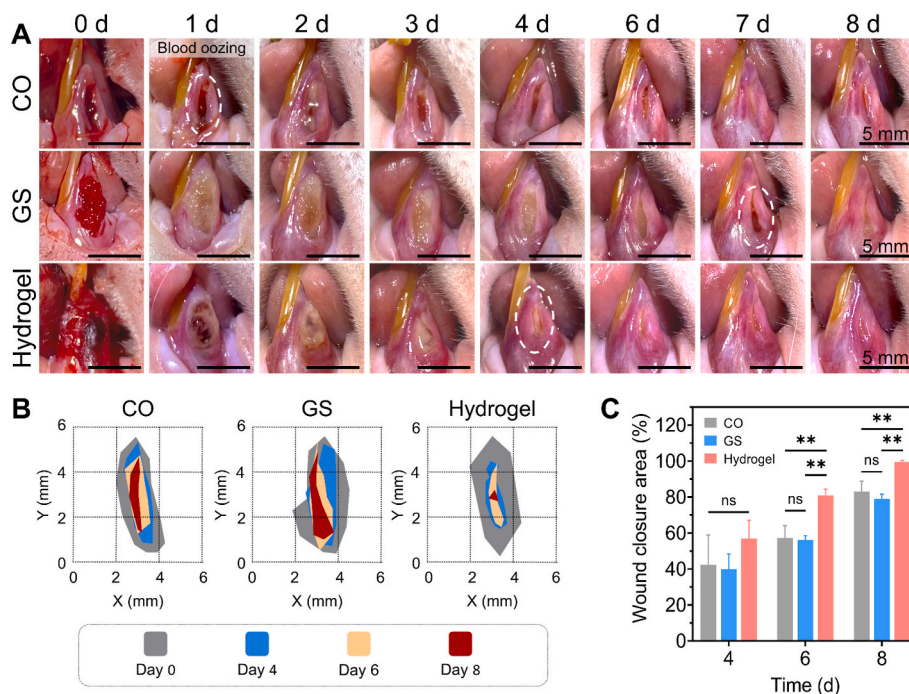 0 d 1 d 2 d 3 d 4 d 6 d 7 d 8 d
A
Blood oozing
CO
5 mm
GS
5 mm
Hydrogel
5 mm
B
CO GS Hydrogel
6 6 6
4 4 4
2 2 2
0 0 0
0 2 4 6 0 2 4 6 0 2 4 6
Y (mm) Y (mm) Y (mm)
X (mm) X (mm) X (mm)
Day 0 Day 4 Day 6 Day 8
C
Wound closure area (%)
120
100
80
60
40
20
0
CO
GS
Hydrogel
ns
**
**
ns
**
**
ns
4 6 8
Time (d)